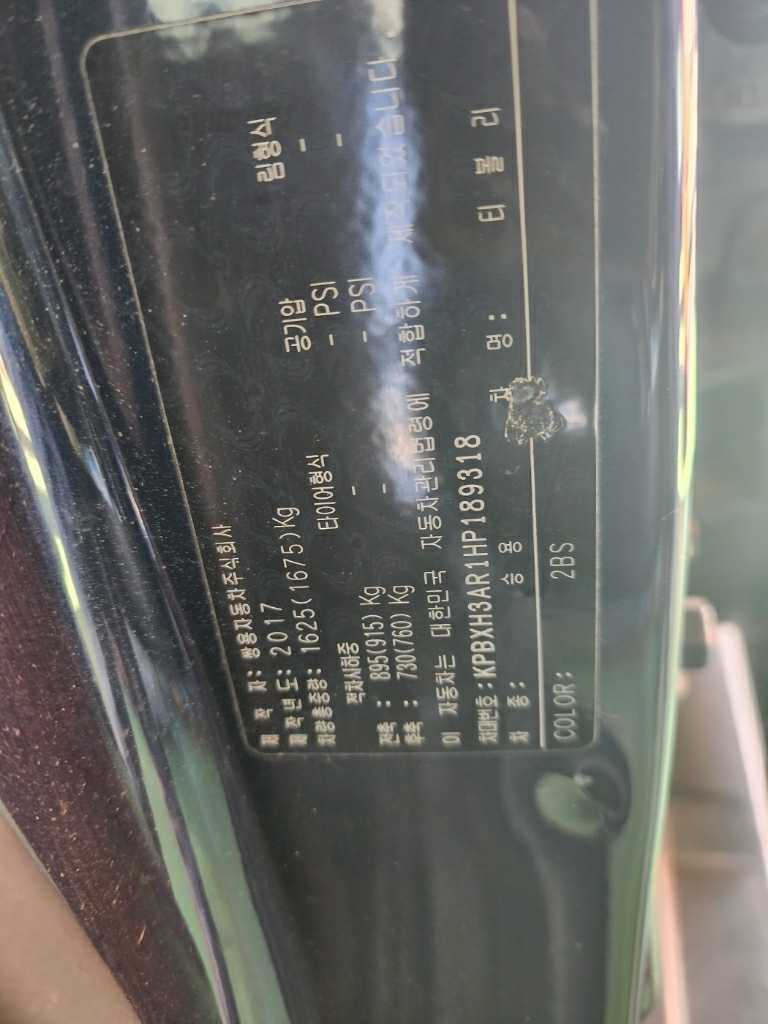 제 작 자: 쌍용자동차주식회사
제작년도: 2017
차량총중량: 1625(1675)Kg
적차시하중 타이어형식 공기압 림형식
전축 : 895(915)Kg - - PSI -
후축 : 730(760)Kg - - PSI -
이 자동차는 대한민국 자동차관리법령에 적합하게 제작되었습니다.
차대번호: KPBXH3AR1HP189318
차 종: 승용 차 명: 티 볼 리
COLOR: 2BS